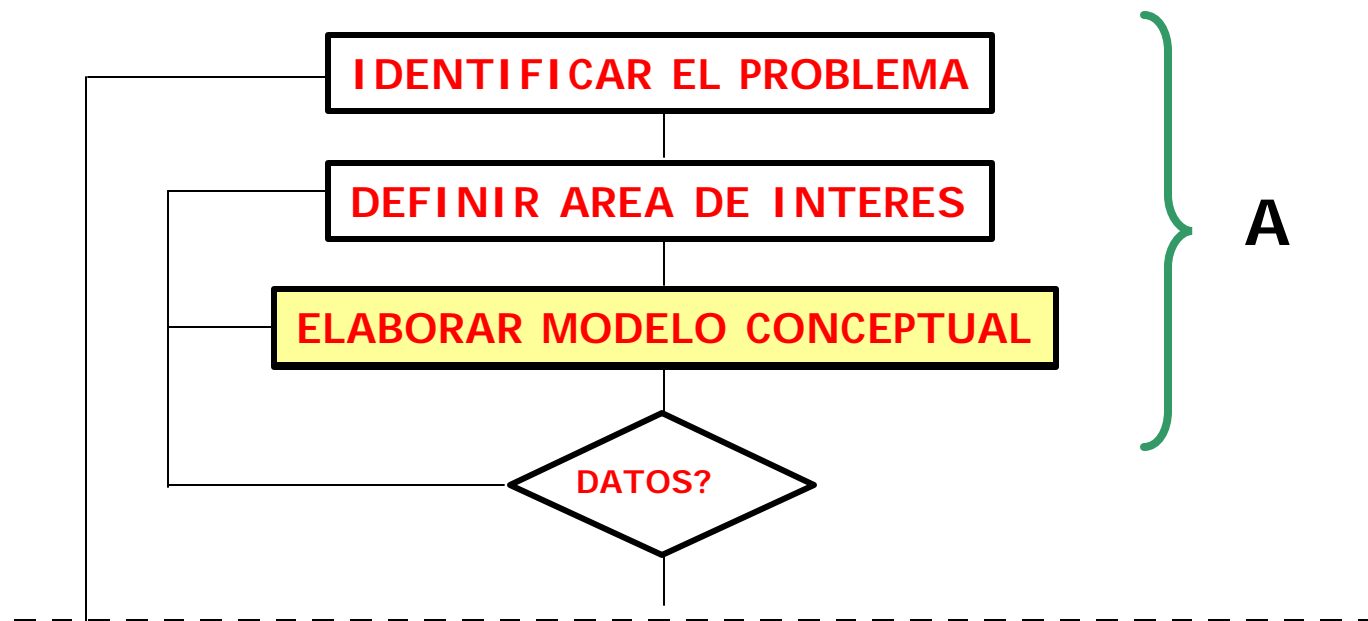 IDENTIFICAR EL PROBLEMA
DEFINIR AREA DE INTERES
A
ELABORAR MODELO CONCEPTUAL
DATOS?